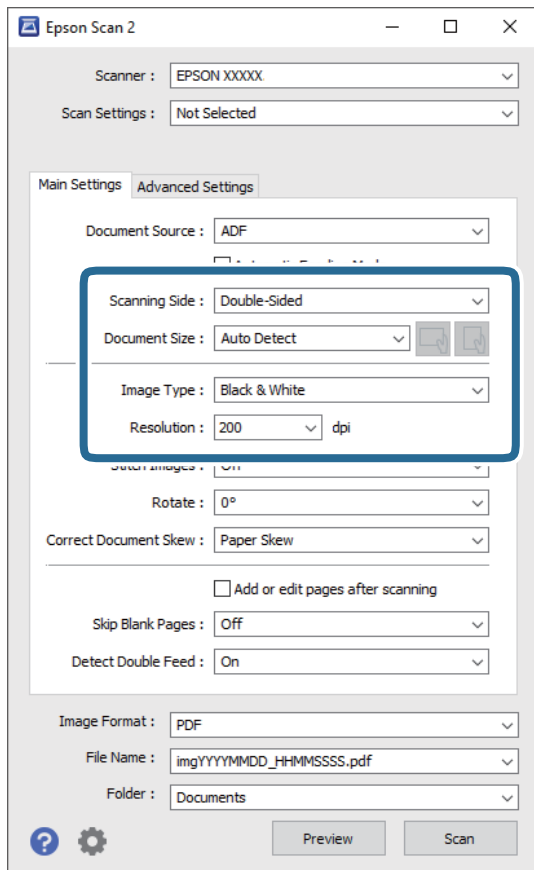 Epson Scan 2
Scanner : EPSON XXXXX
Scan Settings : Not Selected
Main Settings Advanced Settings
Document Source : ADF
Scanning Side : Double-Sided
Document Size : Auto Detect
Image Type : Black & White
Resolution : 200 dpi
Stitch Images : Off
Rotate : 0°
Correct Document Skew : Paper Skew
Add or edit pages after scanning
Skip Blank Pages : Off
Detect Double Feed : On
Image Format : PDF
File Name : imgYYYYMMDD_HHMMSSSS.pdf
Folder : Documents
? Preview Scan